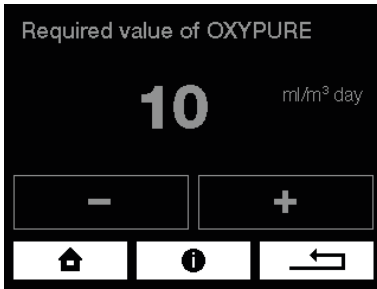 Required value of OXYPURE
10 ml/m³ day
− +